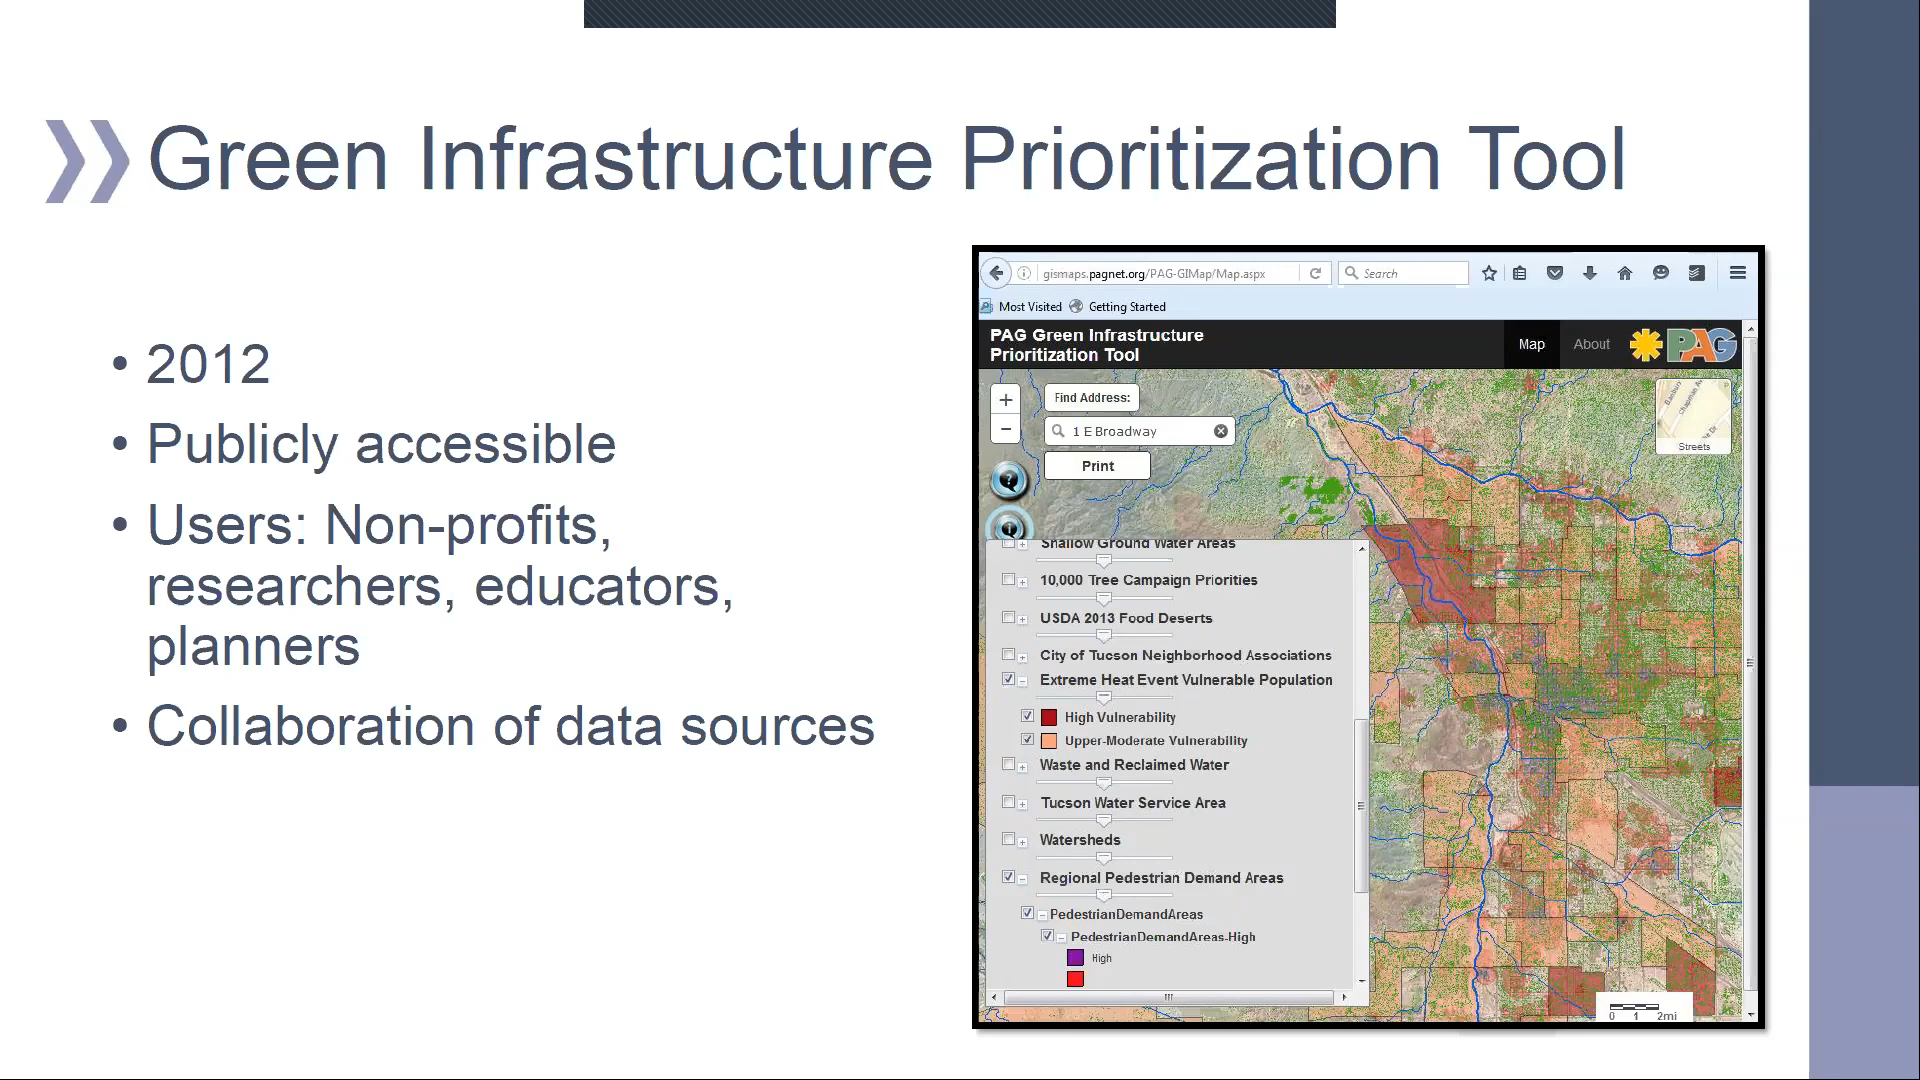 Green Infrastructure Prioritization Tool
• 2012
• Publicly accessible
• Users: Non-profits,
researchers, educators,
planners
• Collaboration of data sources
gismaps.pagnet.org/PAG-GIMap/Map.aspx
Search
Most Visited
Getting Started
PAG Green Infrastructure
Prioritization Tool
Map
About
PAG
Find Address:
1 E Broadway
Print
Streets
Shallow Ground Water Areas
10,000 Tree Campaign Priorities
USDA 2013 Food Deserts
City of Tucson Neighborhood Associations
Extreme Heat Event Vulnerable Population
High Vulnerability
Upper-Moderate Vulnerability
Waste and Reclaimed Water
Tucson Water Service Area
Watersheds
Regional Pedestrian Demand Areas
PedestrianDemandAreas
PedestrianDemandAreas-High
High
0 1 2mi